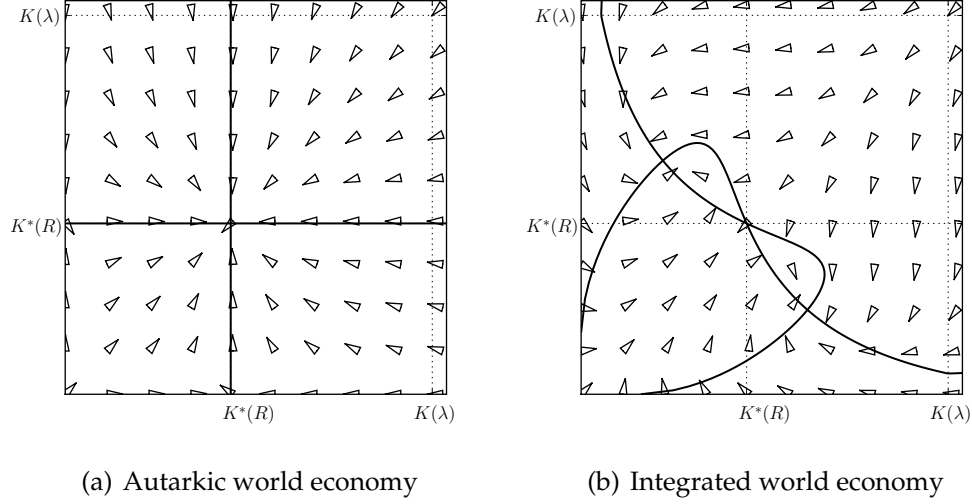 K(λ)
K*(R)
K*(R)
K(λ)
(a) Autarkic world economy
K(λ)
K*(R)
K*(R)
K(λ)
(b) Integrated world economy